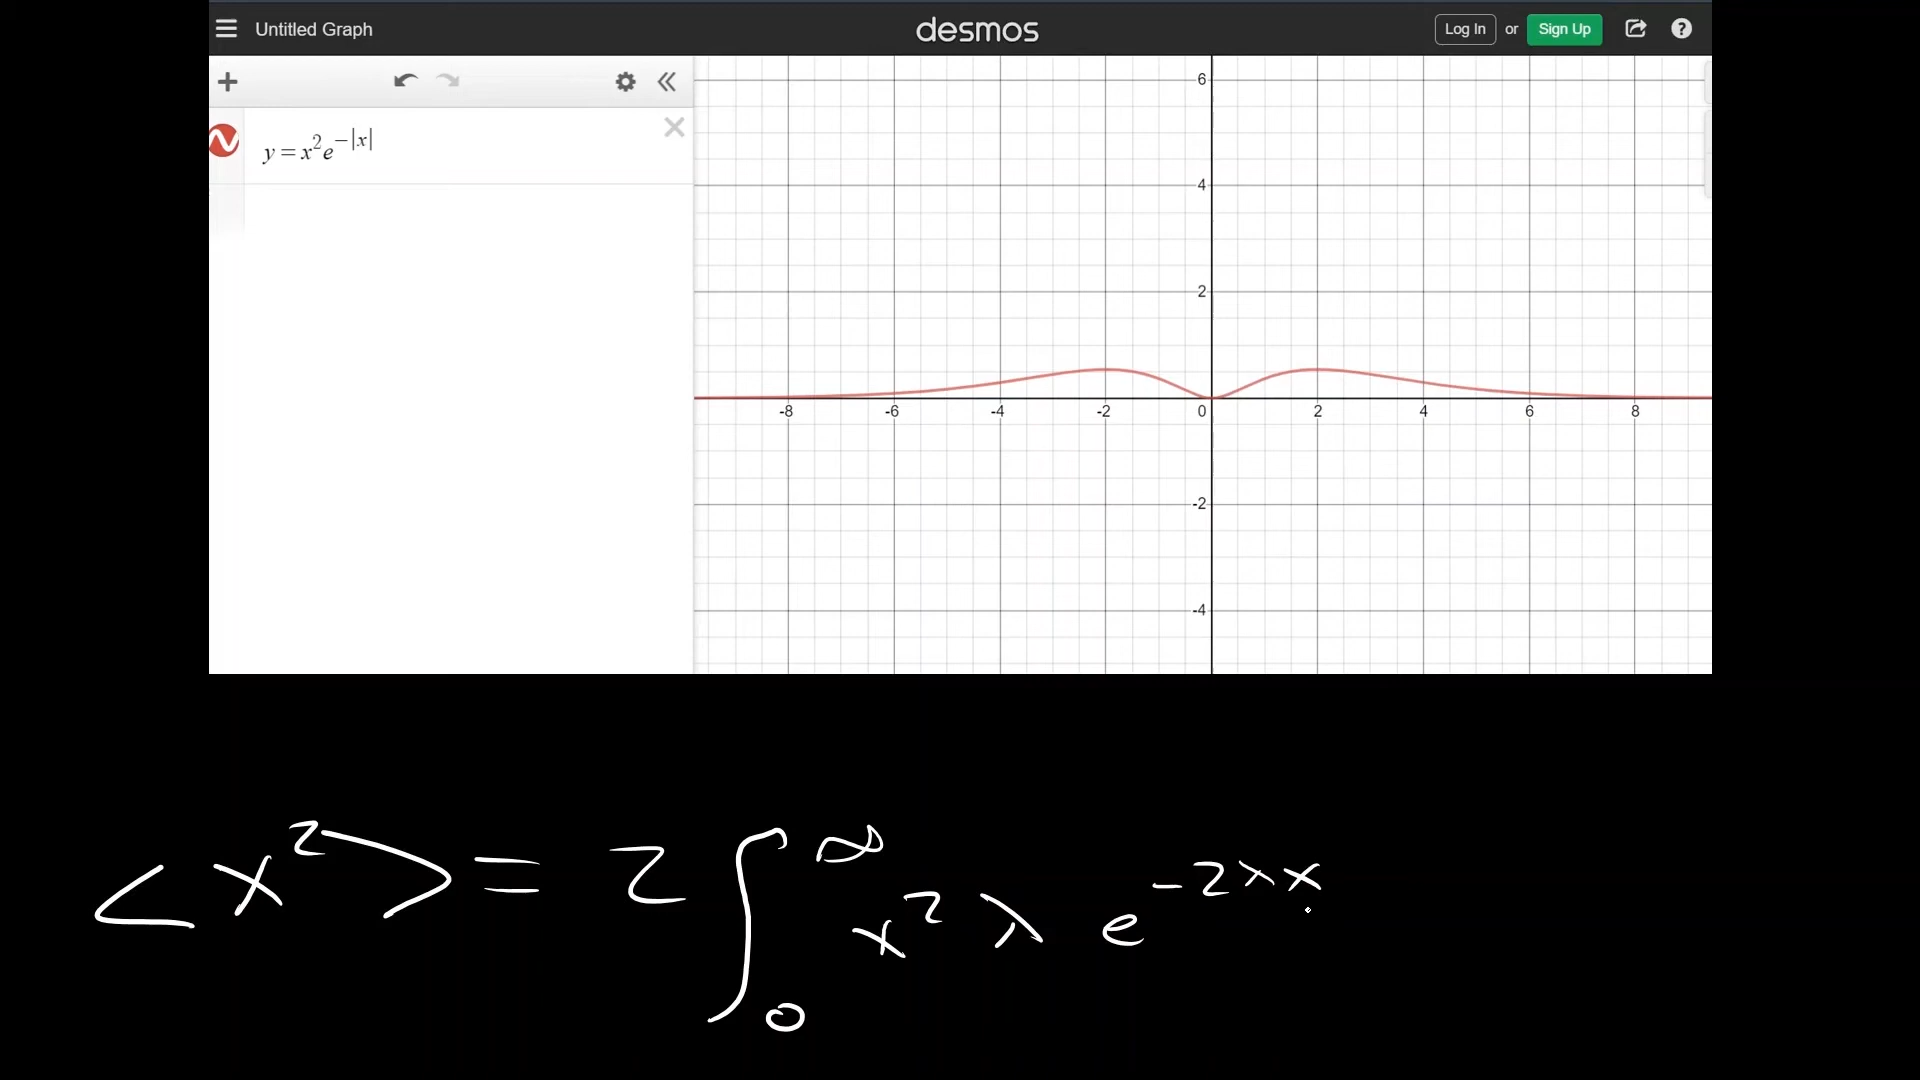 Untitled Graph
desmos
Log In or Sign Up
y = x²e^(−|x|)
6
4
2
-8 -6 -4 -2 0 2 4 6 8
-2
-4
<x²> = 2 ∫₀^∞ x² λ e^(−2λx)